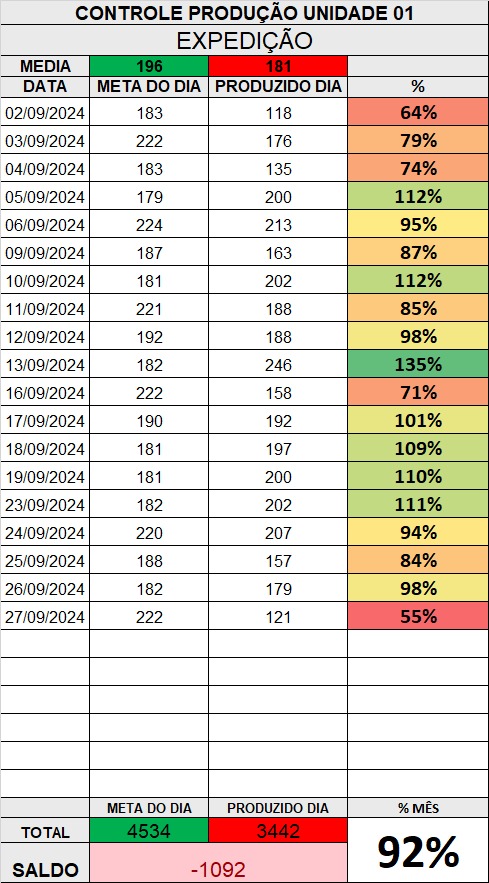 CONTROLE PRODUÇÃO UNIDADE 01
EXPEDIÇÃO
MEDIA 196 181
DATA META DO DIA PRODUZIDO DIA %
02/09/2024 183 118 64%
03/09/2024 222 176 79%
04/09/2024 183 135 74%
05/09/2024 179 200 112%
06/09/2024 224 213 95%
09/09/2024 187 163 87%
10/09/2024 181 202 112%
11/09/2024 221 188 85%
12/09/2024 192 188 98%
13/09/2024 182 246 135%
16/09/2024 222 158 71%
17/09/2024 190 192 101%
18/09/2024 181 197 109%
19/09/2024 181 200 110%
23/09/2024 182 202 111%
24/09/2024 220 207 94%
25/09/2024 188 157 84%
26/09/2024 182 179 98%
27/09/2024 222 121 55%
META DO DIA PRODUZIDO DIA % MÊS
TOTAL 4534 3442 92%
SALDO -1092